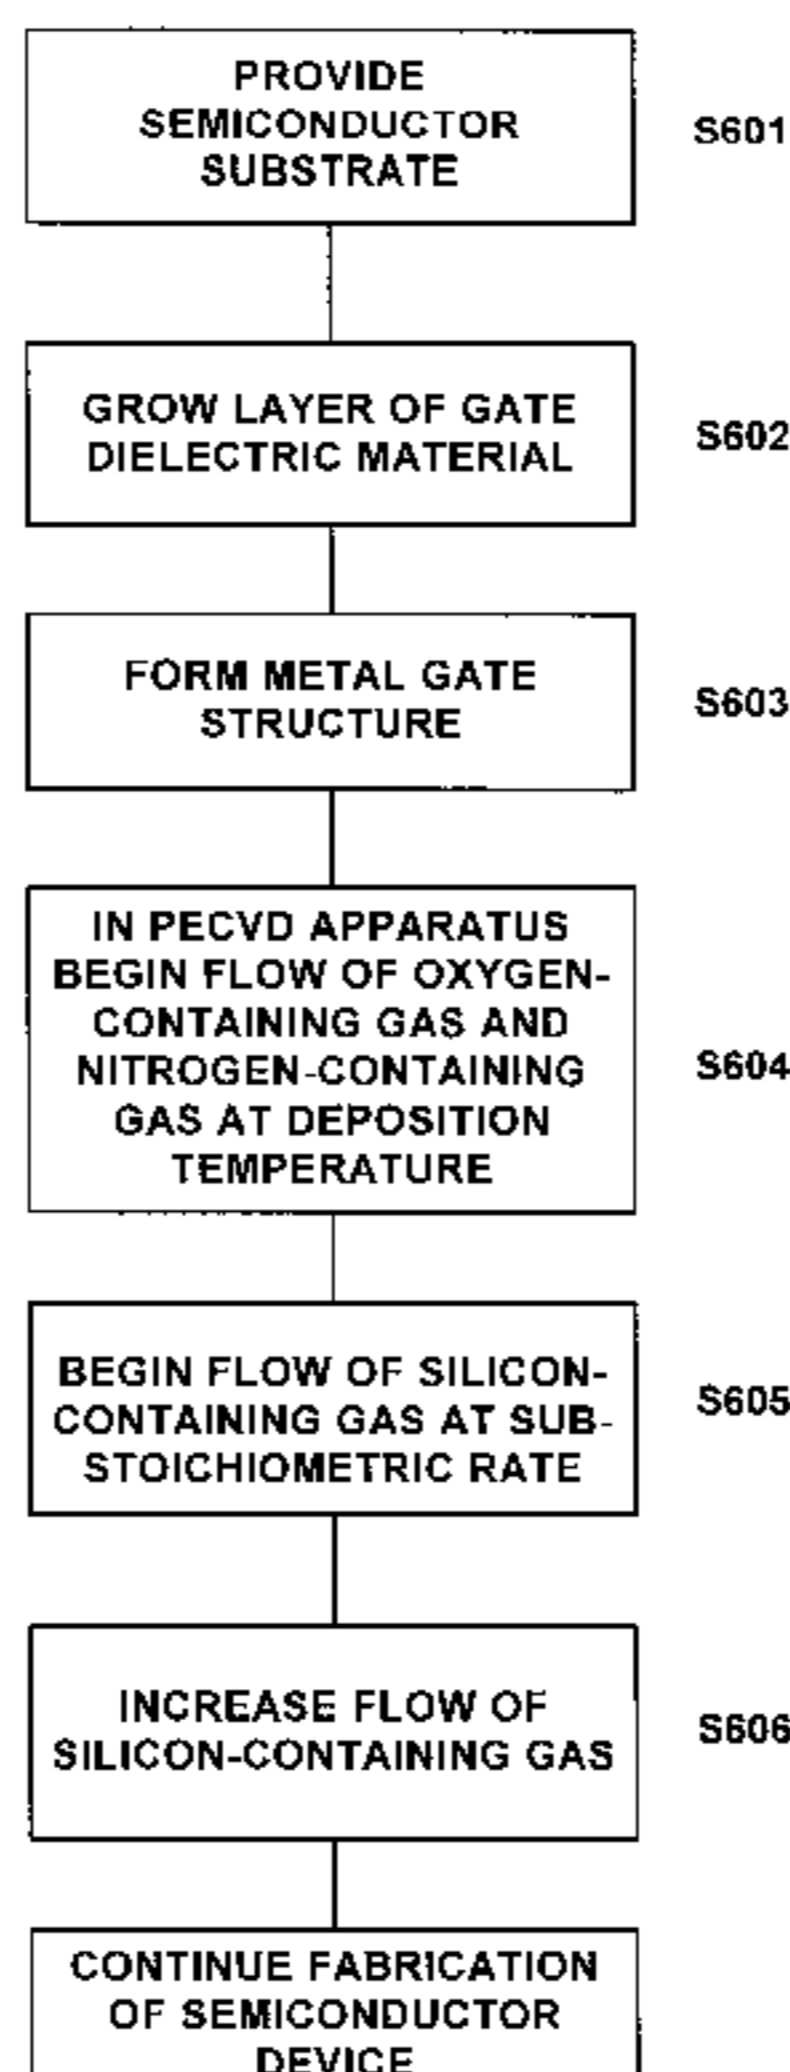 PROVIDE
SEMICONDUCTOR
SUBSTRATE
S601
GROW LAYER OF GATE
DIELECTRIC MATERIAL
S602
FORM METAL GATE
STRUCTURE
S603
IN PECVD APPARATUS
BEGIN FLOW OF OXYGEN-
CONTAINING GAS AND
NITROGEN-CONTAINING
GAS AT DEPOSITION
TEMPERATURE
S604
BEGIN FLOW OF SILICON-
CONTAINING GAS AT SUB-
STOICHIOMETRIC RATE
S605
INCREASE FLOW OF
SILICON-CONTAINING GAS
S606
CONTINUE FABRICATION
OF SEMICONDUCTOR
DEVICE